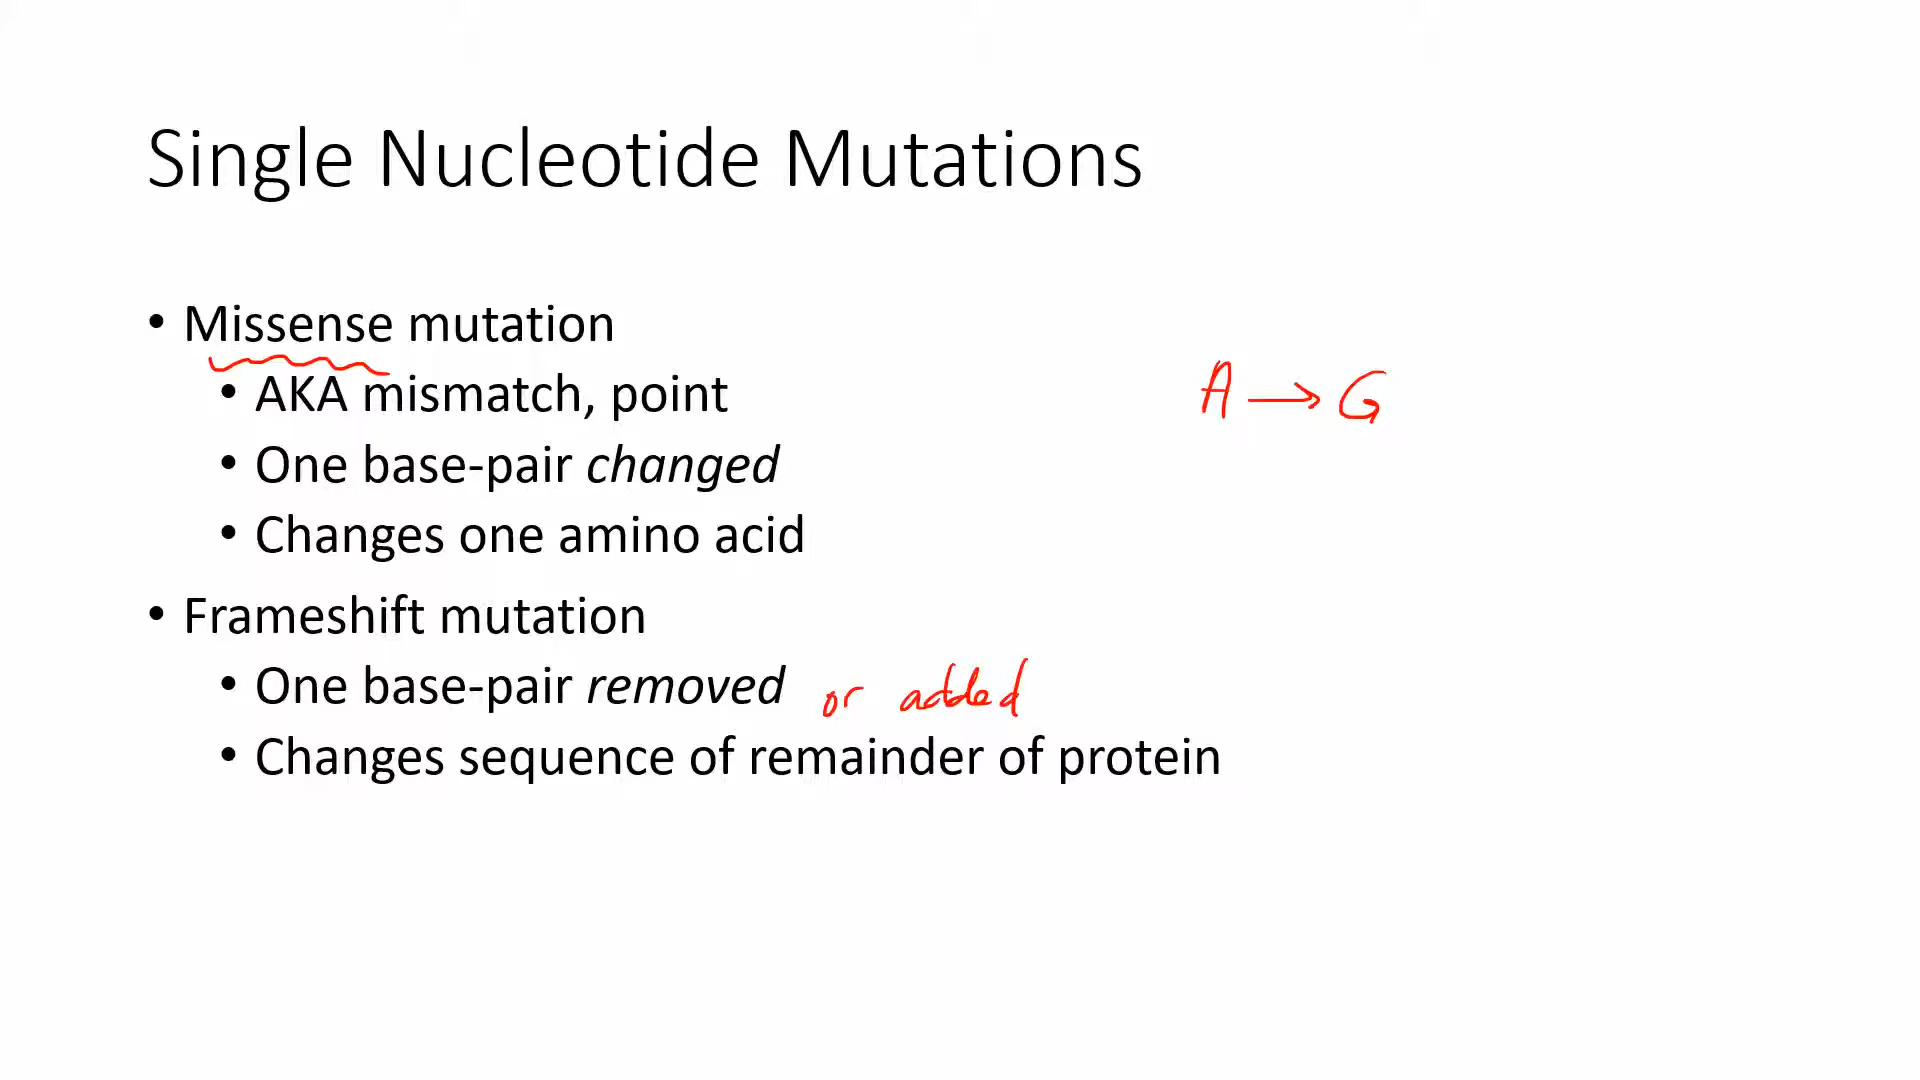 Single Nucleotide Mutations
• Missense mutation
• AKA mismatch, point
A → G
• One base-pair changed
• Changes one amino acid
• Frameshift mutation
• One base-pair removed or added
• Changes sequence of remainder of protein